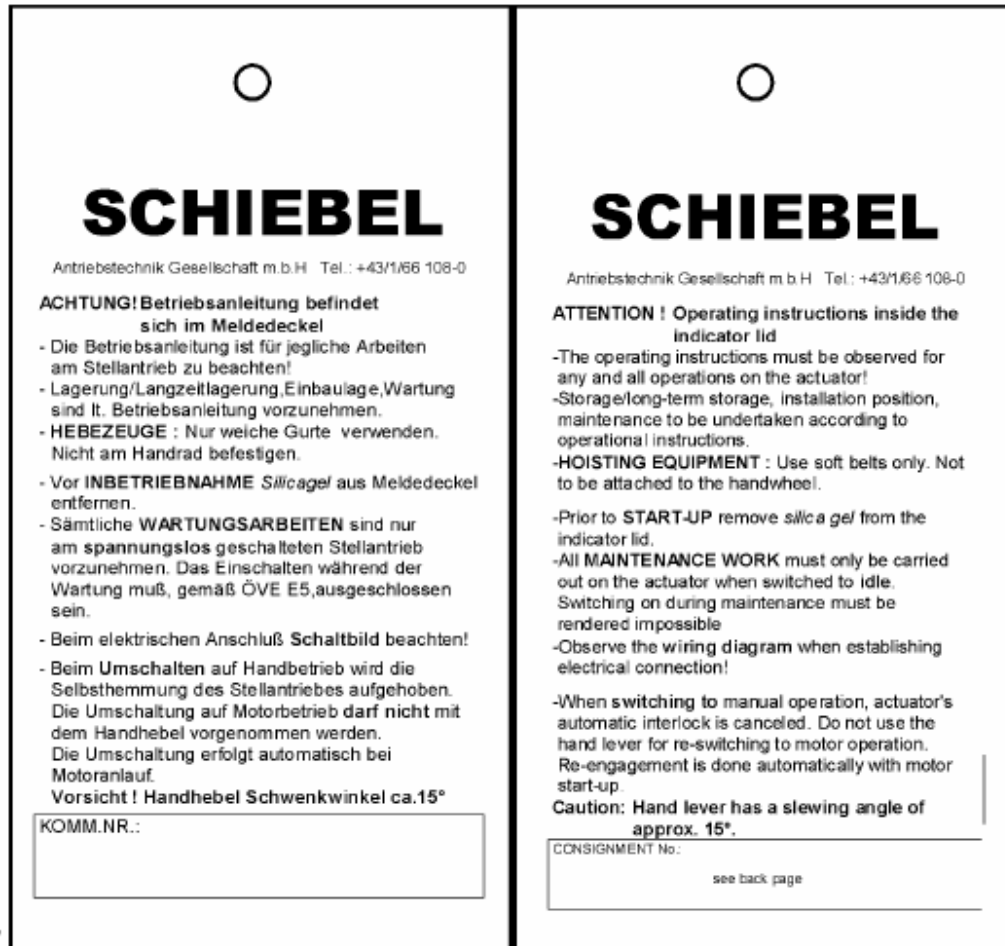 SCHIEBEL
Antriebstechnik Gesellschaft m.b.H Tel.: +43/1/66 108-0
ACHTUNG! Betriebsanleitung befindet
sich im Meldedeckel
- Die Betriebsanleitung ist für jegliche Arbeiten
am Stellantrieb zu beachten!
- Lagerung/Langzeitlagerung,Einbaulage,Wartung
sind lt. Betriebsanleitung vorzunehmen.
- HEBEZEUGE : Nur weiche Gurte verwenden.
Nicht am Handrad befestigen.
- Vor INBETRIEBNAHME Silicagel aus Meldedeckel
entfernen.
- Sämtliche WARTUNGSARBEITEN sind nur
am spannungslos geschalteten Stellantrieb
vorzunehmen. Das Einschalten während der
Wartung muß, gemäß ÖVE E5,ausgeschlossen
sein.
- Beim elektrischen Anschluß Schaltbild beachten!
- Beim Umschalten auf Handbetrieb wird die
Selbsthemmung des Stellantriebes aufgehoben.
Die Umschaltung auf Motorbetrieb darf nicht mit
dem Handhebel vorgenommen werden.
Die Umschaltung erfolgt automatisch bei
Motoranlauf.
Vorsicht ! Handhebel Schwenkwinkel ca.15°
KOMM.NR.:
SCHIEBEL
Antriebstechnik Gesellschaft m.b.H Tel.: +43/1/66 108-0
ATTENTION ! Operating instructions inside the
indicator lid
-The operating instructions must be observed for
any and all operations on the actuator!
-Storage/long-term storage, installation position,
maintenance to be undertaken according to
operational instructions.
-HOISTING EQUIPMENT : Use soft belts only. Not
to be attached to the handwheel.
-Prior to START-UP remove silica gel from the
indicator lid.
-All MAINTENANCE WORK must only be carried
out on the actuator when switched to idle.
Switching on during maintenance must be
rendered impossible
-Observe the wiring diagram when establishing
electrical connection!
-When switching to manual operation, actuator's
automatic interlock is canceled. Do not use the
hand lever for re-switching to motor operation.
Re-engagement is done automatically with motor
start-up.
Caution: Hand lever has a slewing angle of
approx. 15°.
CONSIGNMENT No.:
see back page